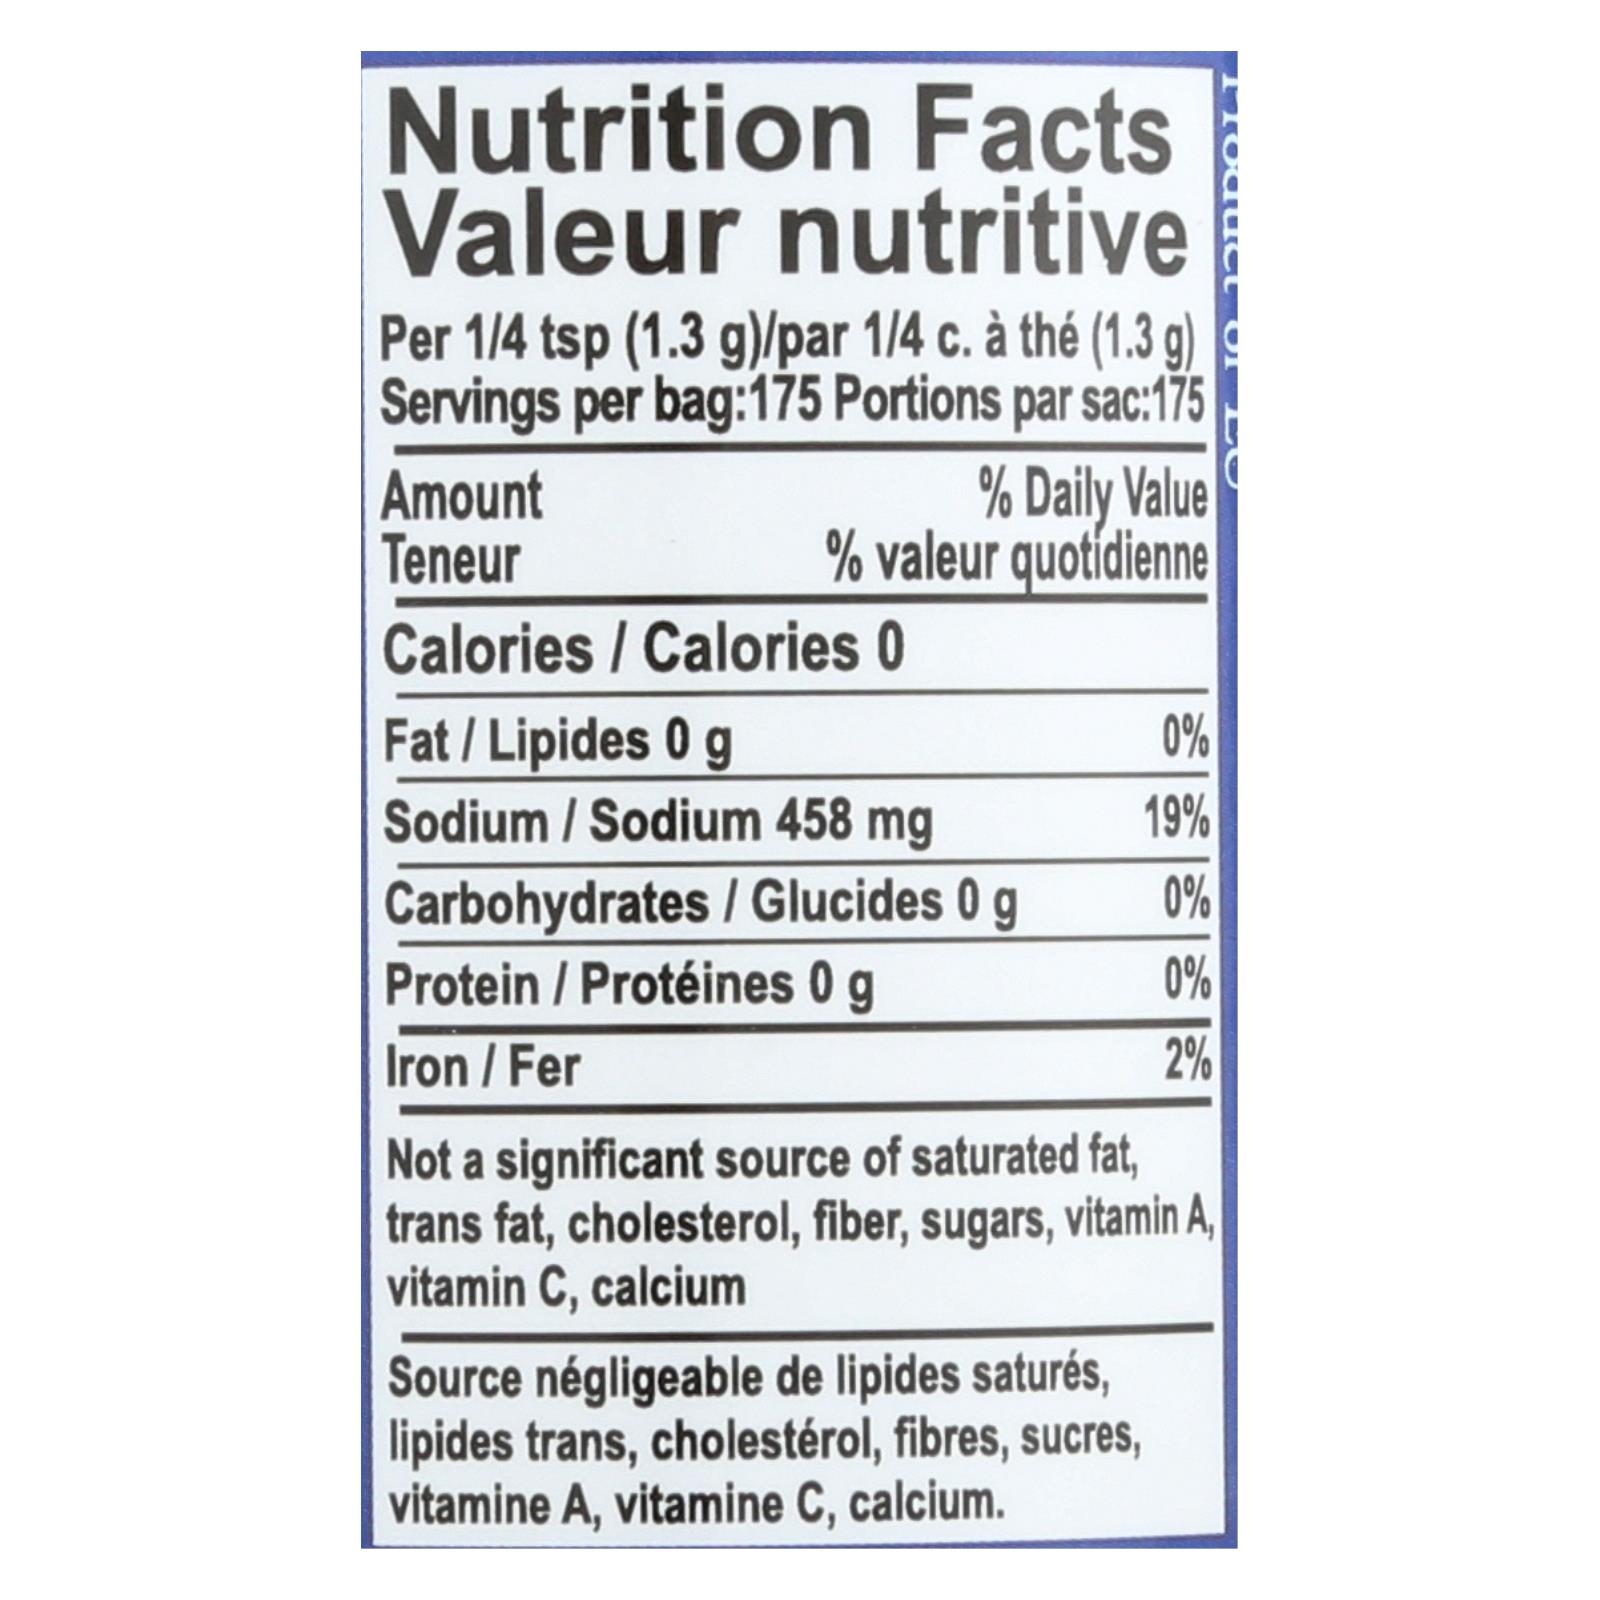 Nutrition Facts
Valeur nutritive
Per 1/4 tsp (1.3 g)/par 1/4 c. à thé (1.3 g)
Servings per bag:175 Portions par sac:175
Amount % Daily Value
Teneur % valeur quotidienne
Calories / Calories 0
Fat / Lipides 0 g 0%
Sodium / Sodium 458 mg 19%
Carbohydrates / Glucides 0 g 0%
Protein / Protéines 0 g 0%
Iron / Fer 2%
Not a significant source of saturated fat,
trans fat, cholesterol, fiber, sugars, vitamin A,
vitamin C, calcium
Source négligeable de lipides saturés,
lipides trans, cholestérol, fibres, sucres,
vitamine A, vitamine C, calcium.
Product of